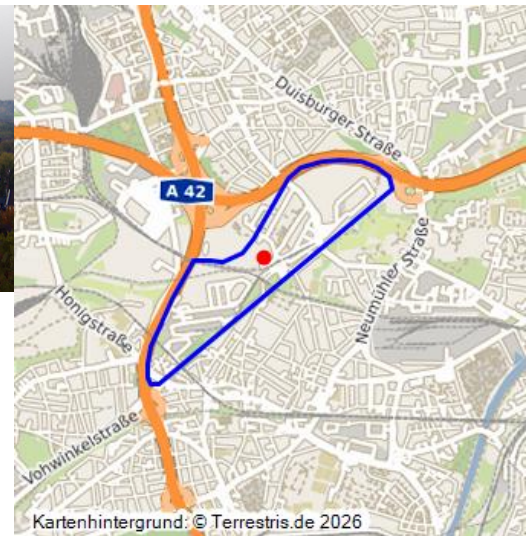 Duisburger Straße
A 42
Neumühler Straße
Honigstraße
Vohwinkelstraße
Kartenhintergrund: © Terrestris.de 2026